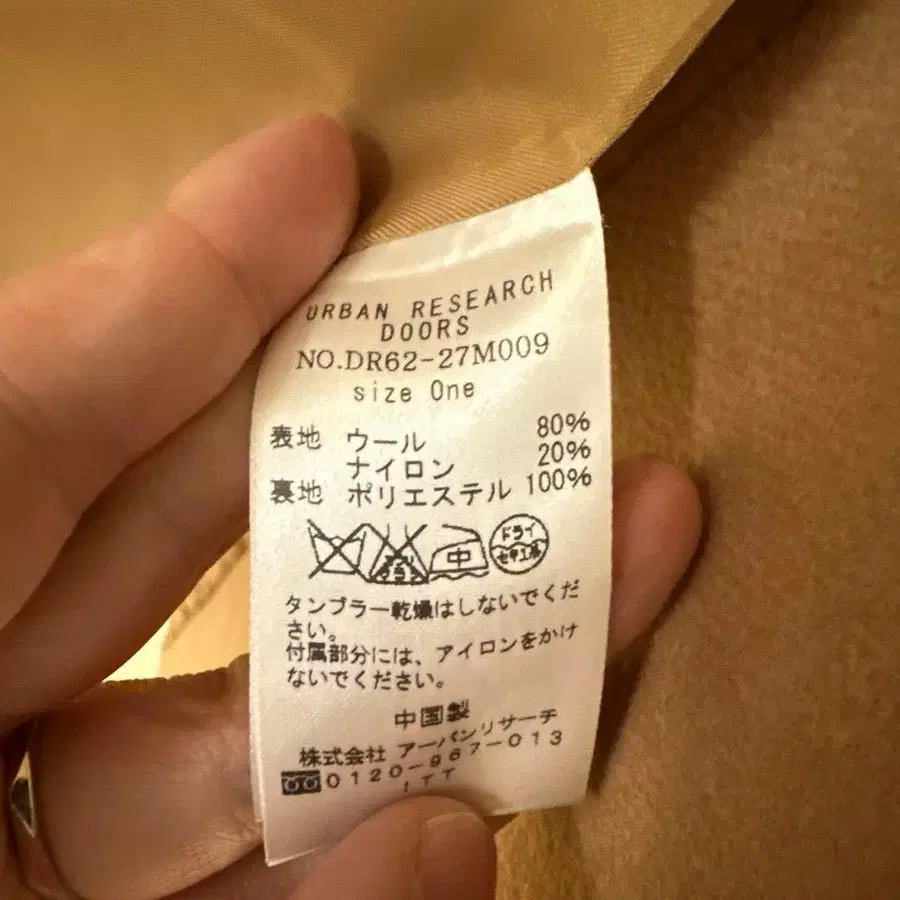 URBAN RESEARCH
DOORS
NO.DR62-27M009
size One
表地 ウール 80%
ナイロン 20%
裏地 ポリエステル 100%
中 ドライ
タンブラー乾燥はしないでくだ
さい。
付属部分には、アイロンをかけ
ないでください。
中国製
株式会社 アーバンリサーチ
0120-967-013